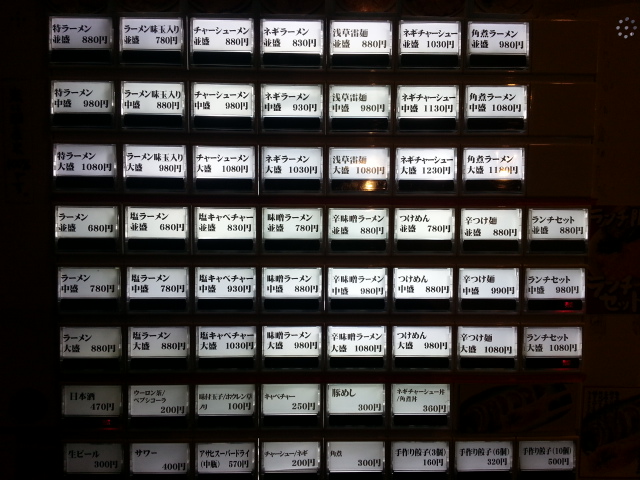 特ラーメン
並盛 880円
ラーメン味玉入り
並盛 780円
チャーシューメン
並盛 880円
ネギラーメン
並盛 830円
浅草雷麺
並盛 880円
ネギチャーシュー
並盛 1030円
角煮ラーメン
並盛 980円
特ラーメン
中盛 980円
ラーメン味玉入り
中盛 880円
チャーシューメン
中盛 980円
ネギラーメン
中盛 930円
浅草雷麺
中盛 980円
ネギチャーシュー
中盛 1130円
角煮ラーメン
中盛 1080円
特ラーメン
大盛 1080円
ラーメン味玉入り
大盛 980円
チャーシューメン
大盛 1080円
ネギラーメン
大盛 1030円
浅草雷麺
大盛 1080円
ネギチャーシュー
大盛 1230円
角煮ラーメン
大盛 1180円
ラーメン
並盛 680円
塩ラーメン
並盛 680円
塩キャベチャー
並盛 830円
味噌ラーメン
並盛 780円
辛味噌ラーメン
並盛 880円
つけめん
並盛 780円
辛つけ麺
並盛 880円
ランチセット
並盛 880円
ラーメン
中盛 780円
塩ラーメン
中盛 780円
塩キャベチャー
中盛 930円
味噌ラーメン
中盛 880円
辛味噌ラーメン
中盛 980円
つけめん
中盛 880円
辛つけ麺
中盛 990円
ランチセット
中盛 980円
ラーメン
大盛 880円
塩ラーメン
大盛 880円
塩キャベチャー
大盛 1030円
味噌ラーメン
大盛 980円
辛味噌ラーメン
大盛 1080円
つけめん
大盛 980円
辛つけ麺
大盛 1080円
ランチセット
大盛 1080円
日本酒
470円
ウーロン茶/
ペプシコーラ
200円
味付玉子/ホウレン草
/ノリ 100円
キャベチャー
250円
豚めし
300円
ネギチャーシュー丼
/角煮丼
360円
生ビール
300円
サワー
400円
アサヒスーパードライ
(中瓶) 570円
チャーシュー/ネギ
200円
角煮
300円
手作り餃子(3個)
160円
手作り餃子(6個)
320円
手作り餃子(10個)
500円